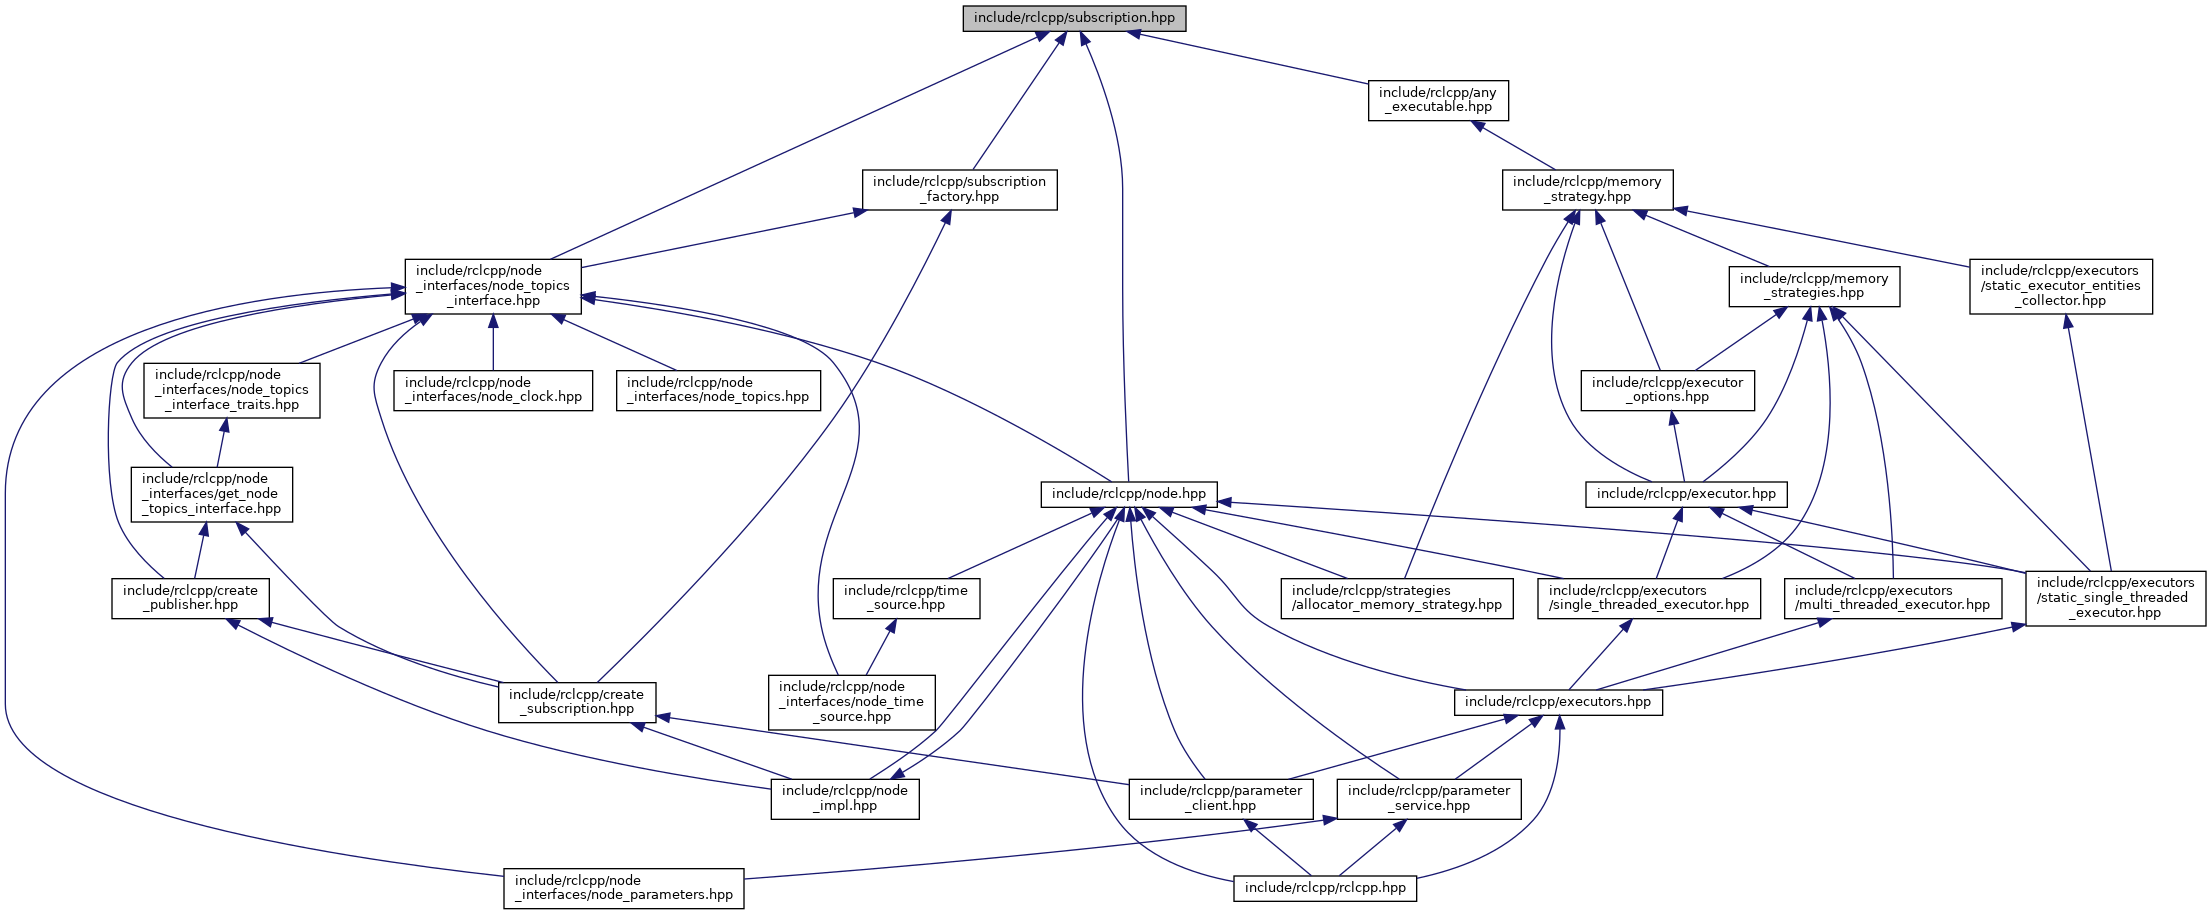 include/rclcpp/subscription.hpp
include/rclcpp/any
_executable.hpp
include/rclcpp/subscription
_factory.hpp
include/rclcpp/memory
_strategy.hpp
include/rclcpp/node
_interfaces/node_topics
_interface.hpp
include/rclcpp/memory
_strategies.hpp
include/rclcpp/executors
/static_executor_entities
_collector.hpp
include/rclcpp/node
_interfaces/node_topics
_interface_traits.hpp
include/rclcpp/node
_interfaces/node_clock.hpp
include/rclcpp/node
_interfaces/node_topics.hpp
include/rclcpp/executor
_options.hpp
include/rclcpp/node
_interfaces/get_node
_topics_interface.hpp
include/rclcpp/node.hpp
include/rclcpp/executor.hpp
include/rclcpp/create
_publisher.hpp
include/rclcpp/time
_source.hpp
include/rclcpp/strategies
/allocator_memory_strategy.hpp
include/rclcpp/executors
/single_threaded_executor.hpp
include/rclcpp/executors
/multi_threaded_executor.hpp
include/rclcpp/executors
/static_single_threaded
_executor.hpp
include/rclcpp/create
_subscription.hpp
include/rclcpp/node
_interfaces/node_time
_source.hpp
include/rclcpp/executors.hpp
include/rclcpp/node
_impl.hpp
include/rclcpp/parameter
_client.hpp
include/rclcpp/parameter
_service.hpp
include/rclcpp/node
_interfaces/node_parameters.hpp
include/rclcpp/rclcpp.hpp